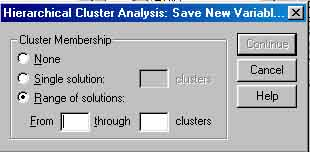 Hierarchical Cluster Analysis: Save New Variabl...
Cluster Membership
None
Single solution: clusters
Range of solutions:
From through clusters
Continue
Cancel
Help